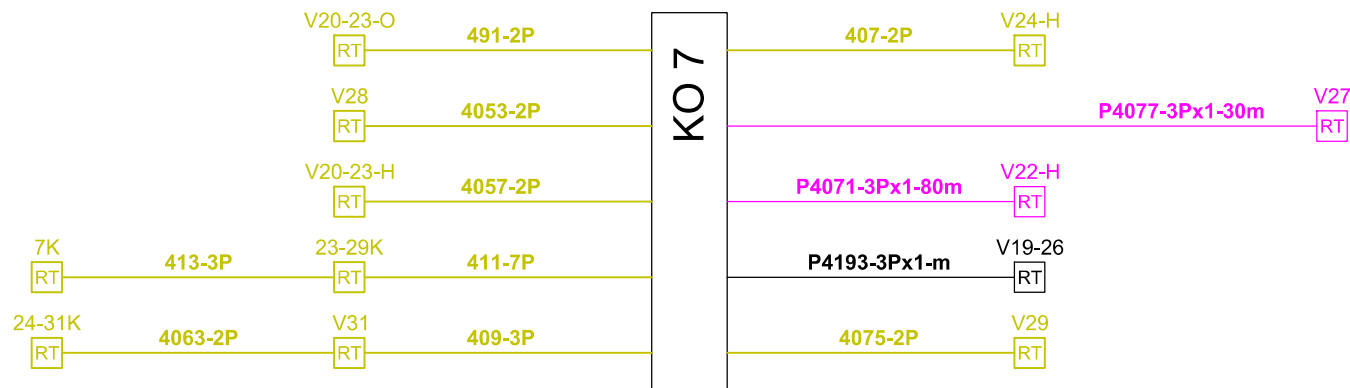 V20-23-O
RT
491-2P
KO 7
407-2P
V24-H
RT
V28
RT
4053-2P
P4077-3Px1-30m
V27
RT
V20-23-H
RT
4057-2P
P4071-3Px1-80m
V22-H
RT
7K
RT
413-3P
23-29K
RT
411-7P
P4193-3Px1-m
V19-26
RT
24-31K
RT
4063-2P
V31
RT
409-3P
4075-2P
V29
RT